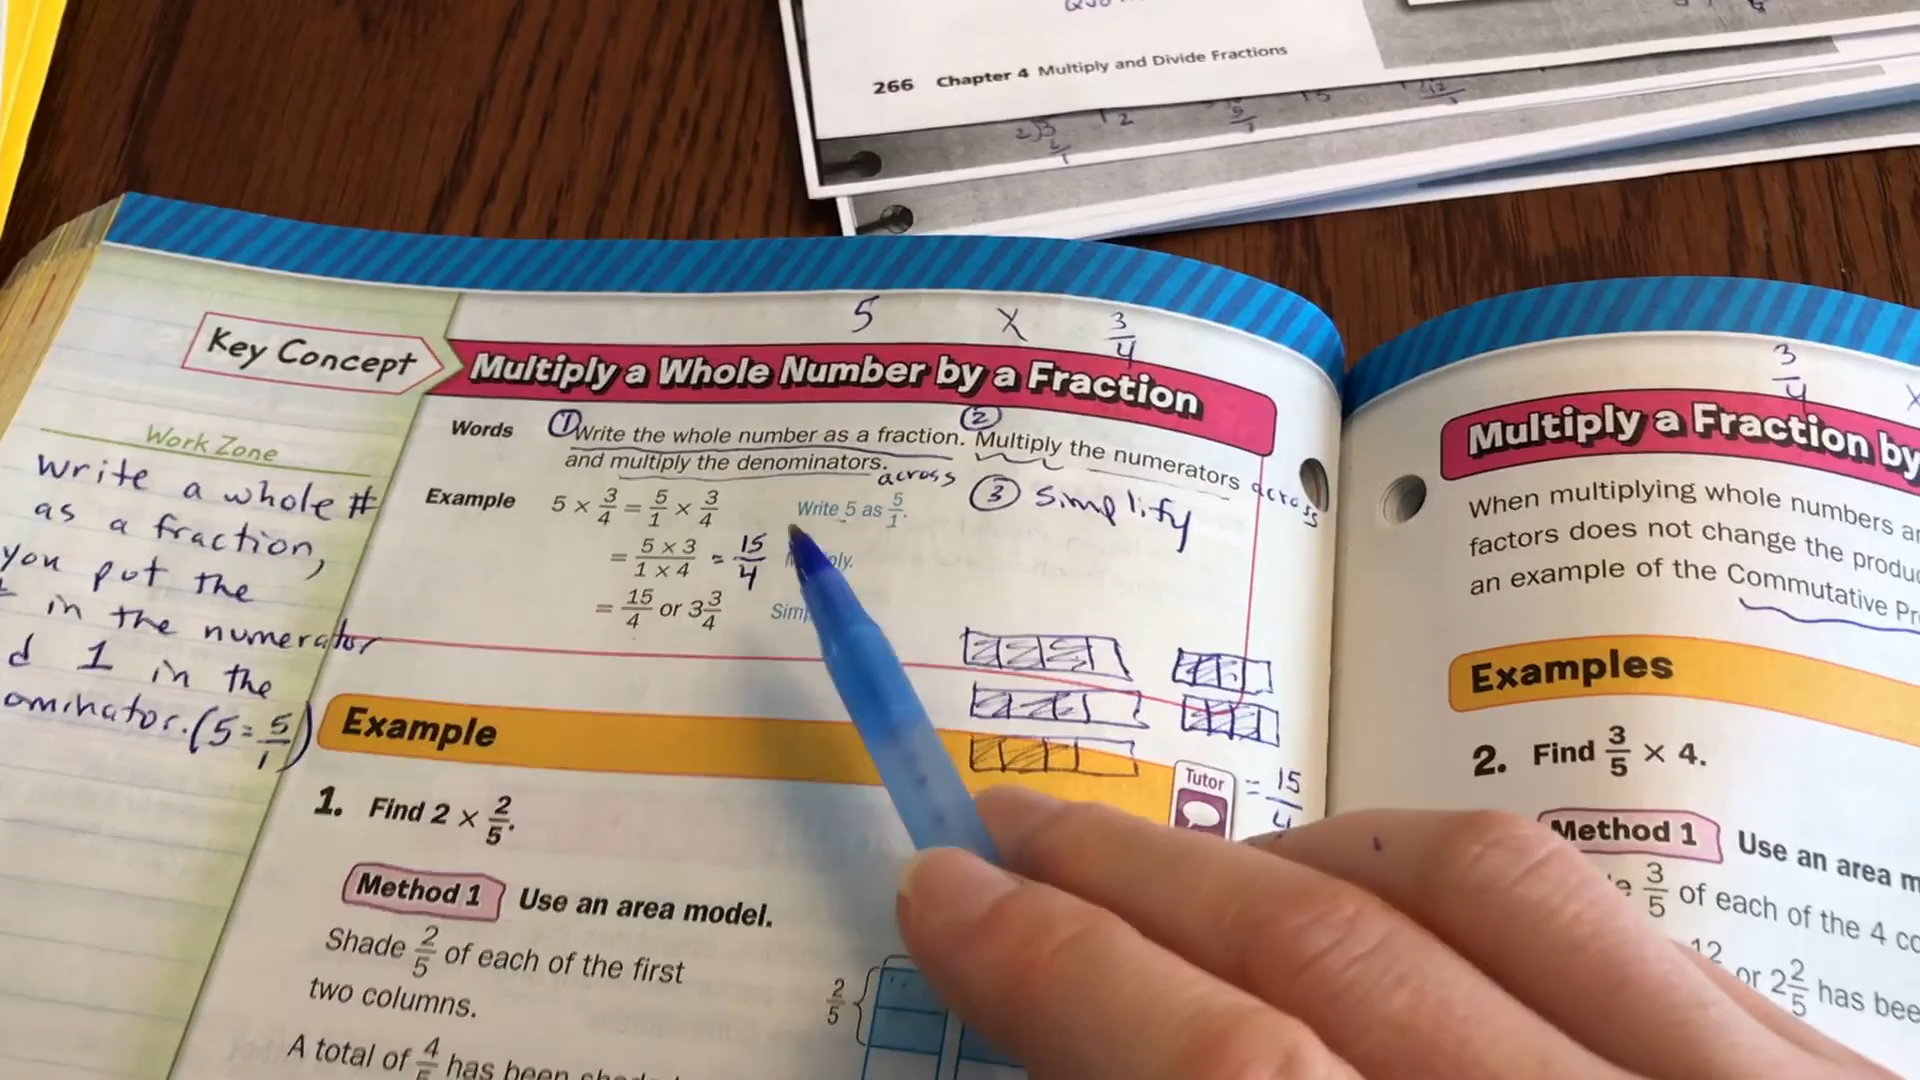 266 Chapter 4 Multiply and Divide Fractions
5 x 3/4
Key Concept
Multiply a Whole Number by a Fraction
Words ① Write the whole number as a fraction. ② Multiply the numerators across
and multiply the denominators. across
③ Simplify
Example 5 × 3/4 = 5/1 × 3/4 Write 5 as 5/1.
= 5 × 3/1 × 4 = 15/4
= 15/4 or 3 3/4
= 15/4
Work Zone
Write a whole #
as a fraction,
you put the
in the numerator
1 in the
(5 = 5/1)
Example
Tutor
1. Find 2 × 2/5.
Method 1 Use an area model.
Shade 2/5 of each of the first
two columns.
2/5
A total of 4/5 has been
3/4 x
Multiply a Fraction by
When multiplying whole numbers
factors does not change the
an example of the Commutative
Examples
2. Find 3/5 × 4.
Method 1 Use an area
3/5 of each of the 4
12
or 2 2/5 has